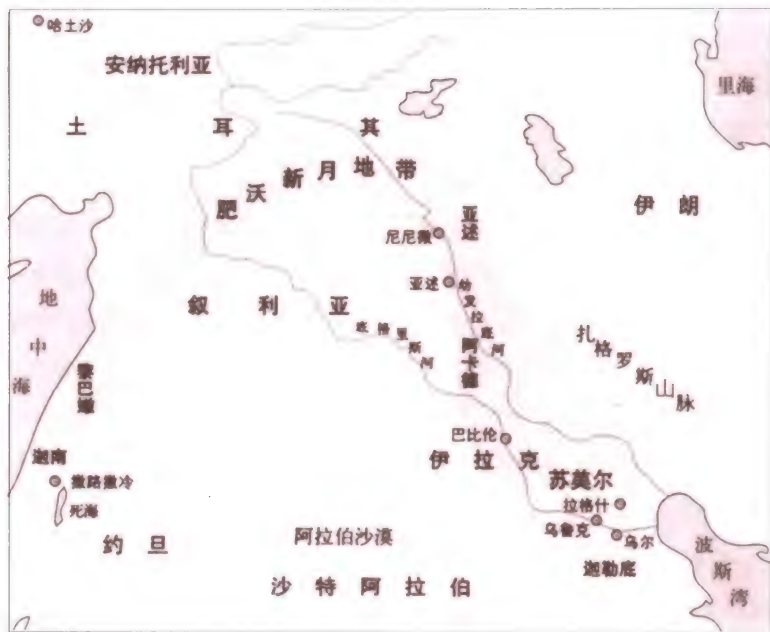 哈土沙
安纳托利亚
里海
土耳其
肥沃新月地带
伊朗
亚述
尼尼微
亚述
幼发拉底河
地中海
叙利亚
底格里斯河
阿卡德
扎格罗斯山脉
黎巴嫩
巴比伦
伊拉克
迦南
撒路撒冷
苏美尔
拉格什
死海
乌鲁克
乌尔
约旦
阿拉伯沙漠
波斯湾
迦勒底
沙特阿拉伯